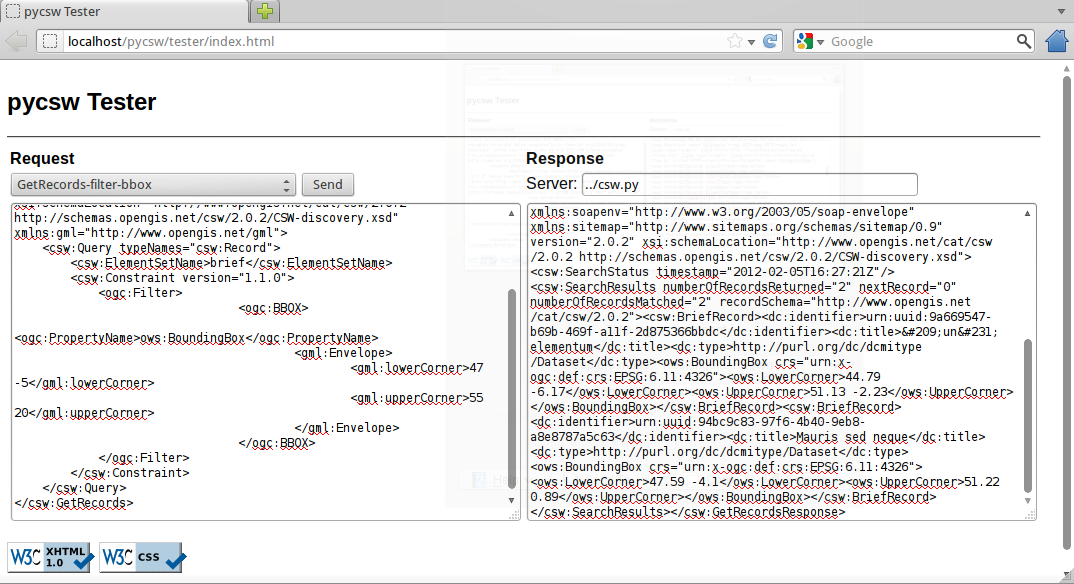 pycsw Tester
localhost/pycsw/tester/index.html
Google
pycsw Tester
Request
GetRecords-filter-bbox
Send
http://schemas.opengis.net/csw/2.0.2/CSW-discovery.xsd"
xmlns:gml="http://www.opengis.net/gml">
<csw:Query typeNames="csw:Record">
<csw:ElementSetName>brief</csw:ElementSetName>
<csw:Constraint version="1.1.0">
<ogc:Filter>
<ogc:BBOX>
<ogc:PropertyName>ows:BoundingBox</ogc:PropertyName>
<gml:Envelope>
<gml:lowerCorner>47
-5</gml:lowerCorner>
<gml:upperCorner>55
20</gml:upperCorner>
</gml:Envelope>
</ogc:BBOX>
</ogc:Filter>
</csw:Constraint>
</csw:Query>
</csw:GetRecords>
Response
Server: ../csw.py
xmlns:soapenv="http://www.w3.org/2003/05/soap-envelope"
xmlns:sitemap="http://www.sitemaps.org/schemas/sitemap/0.9"
version="2.0.2" xsi:schemaLocation="http://www.opengis.net/cat/csw
/2.0.2 http://schemas.opengis.net/csw/2.0.2/CSW-discovery.xsd">
<csw:SearchStatus timestamp="2012-02-05T16:27:21Z"/>
<csw:SearchResults numberOfRecordsReturned="2" nextRecord="0"
numberOfRecordsMatched="2" recordSchema="http://www.opengis.net
/cat/csw/2.0.2"><csw:BriefRecord><dc:identifier>urn:uuid:9a669547-
b69b-469f-a11f-2d875366bbdc</dc:identifier><dc:title>&#209;un&#231;
elementum</dc:title><dc:type>http://purl.org/dc/dcmitype
/Dataset</dc:type><ows:BoundingBox crs="urn:x-
ogc:def:crs:EPSG:6.11:4326"><ows:LowerCorner>44.79
-6.17</ows:LowerCorner><ows:UpperCorner>51.13 -2.23</ows:UpperCorner>
</ows:BoundingBox></csw:BriefRecord><csw:BriefRecord>
<dc:identifier>urn:uuid:94bc9c83-97f6-4b40-9eb8-
a8e8787a5c63</dc:identifier><dc:title>Mauris sed neque</dc:title>
<dc:type>http://purl.org/dc/dcmitype/Dataset</dc:type>
<ows:BoundingBox crs="urn:x-ogc:def:crs:EPSG:6.11:4326">
<ows:LowerCorner>47.59 -4.1</ows:LowerCorner><ows:UpperCorner>51.22
0.89</ows:UpperCorner></ows:BoundingBox></csw:BriefRecord>
</csw:SearchResults></csw:GetRecordsResponse>
W3C XHTML 1.0
W3C CSS